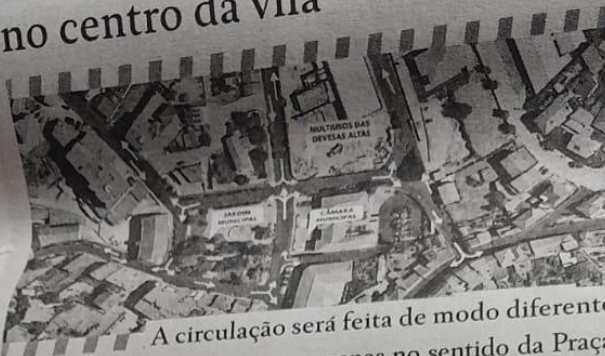 no centro da vila
MULTIUSOS DAS
DEVESAS ALTAS
JARDIM
MUNICIPAL
CÂMARA
MUNICIPAL
A circulação será feita de modo diferente
no sentido da Praça